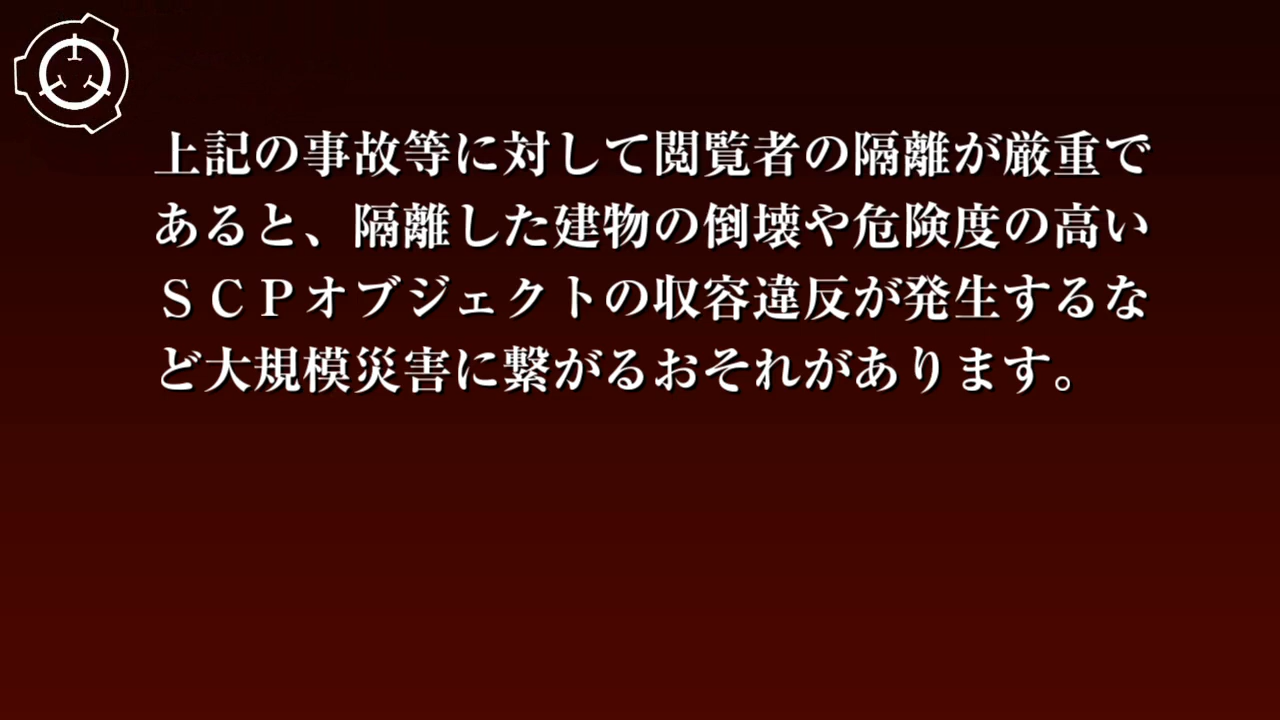 上記の事故等に対して閲覧者の隔離が厳重で
あると、隔離した建物の倒壊や危険度の高い
ＳＣＰオブジェクトの収容違反が発生するな
ど大規模災害に繋がるおそれがあります。